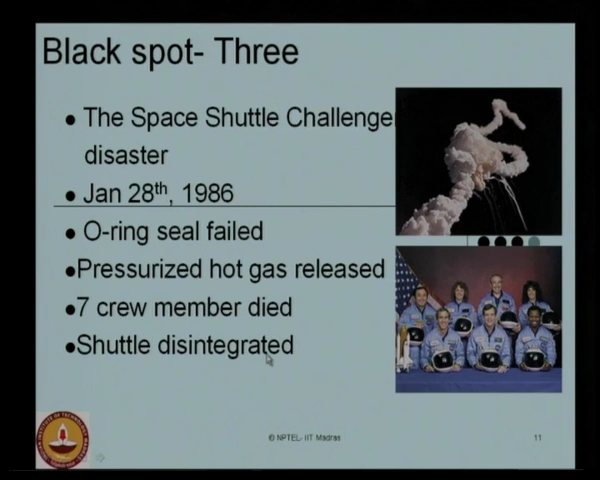 Black spot- Three
● The Space Shuttle Challenge
disaster
● Jan 28th, 1986
● O-ring seal failed
●Pressurized hot gas released
●7 crew member died
●Shuttle disintegrated
© NPTEL- IIT Madras
11